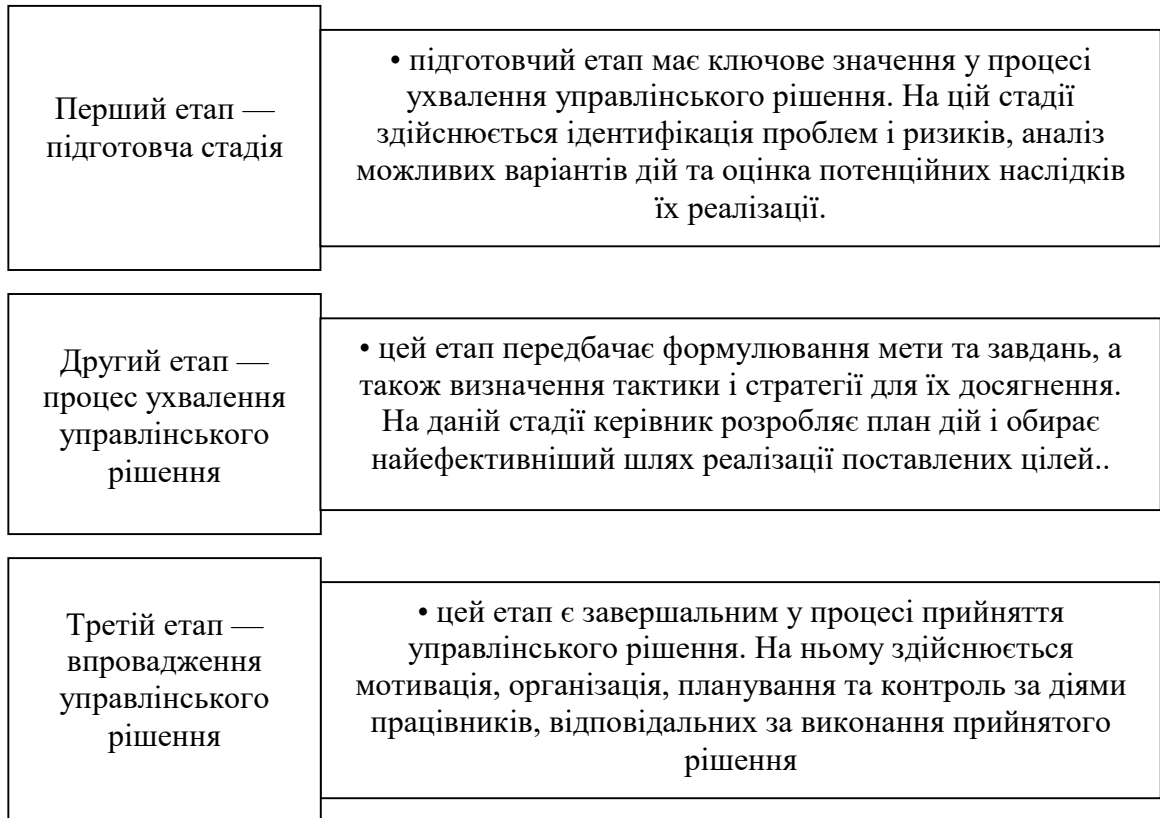 Перший етап —
підготовча стадія
• підготовчий етап має ключове значення у процесі
ухвалення управлінського рішення. На цій стадії
здійснюється ідентифікація проблем і ризиків, аналіз
можливих варіантів дій та оцінка потенційних наслідків
їх реалізації.
Другий етап —
процес ухвалення
управлінського
рішення
• цей етап передбачає формулювання мети та завдань, а
також визначення тактики і стратегії для їх досягнення.
На даній стадії керівник розробляє план дій і обирає
найефективніший шлях реалізації поставлених цілей..
Третій етап —
впровадження
управлінського
рішення
• цей етап є завершальним у процесі прийняття
управлінського рішення. На ньому здійснюється
мотивація, організація, планування та контроль за діями
працівників, відповідальних за виконання прийнятого
рішення